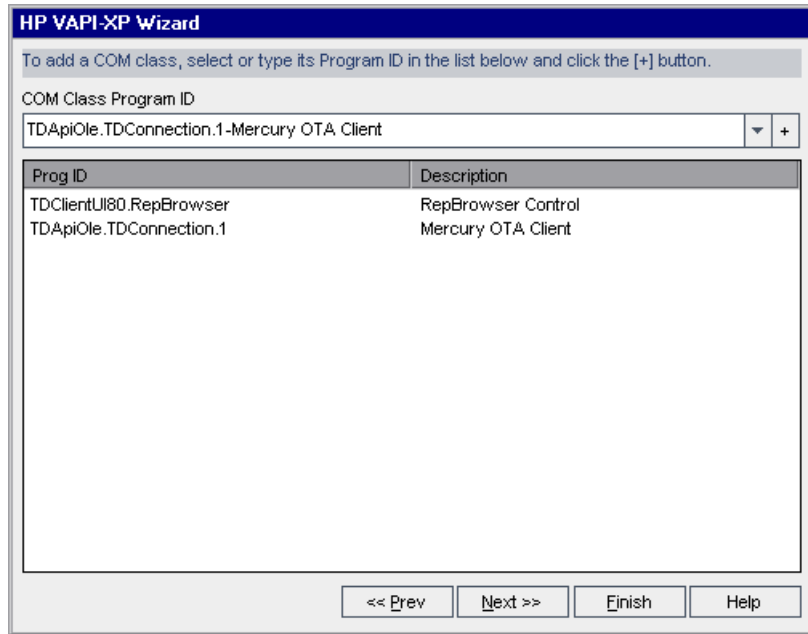 HP VAPI-XP Wizard
To add a COM class, select or type its Program ID in the list below and click the [+] button.
COM Class Program ID
TDApiOle.TDConnection.1-Mercury OTA Client +
Prog ID Description
TDClientUI80.RepBrowser RepBrowser Control
TDApiOle.TDConnection.1 Mercury OTA Client
<< Prev Next >> Finish Help